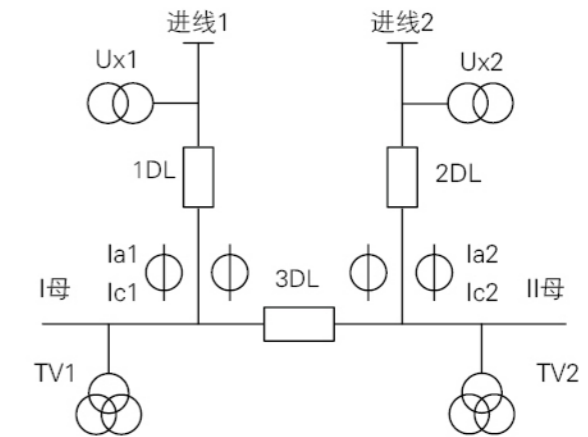 进线1 进线2
Ux1 Ux2
1DL 2DL
Ia1 Ia2
3DL
I母 Ic1 Ic2 II母
TV1 TV2